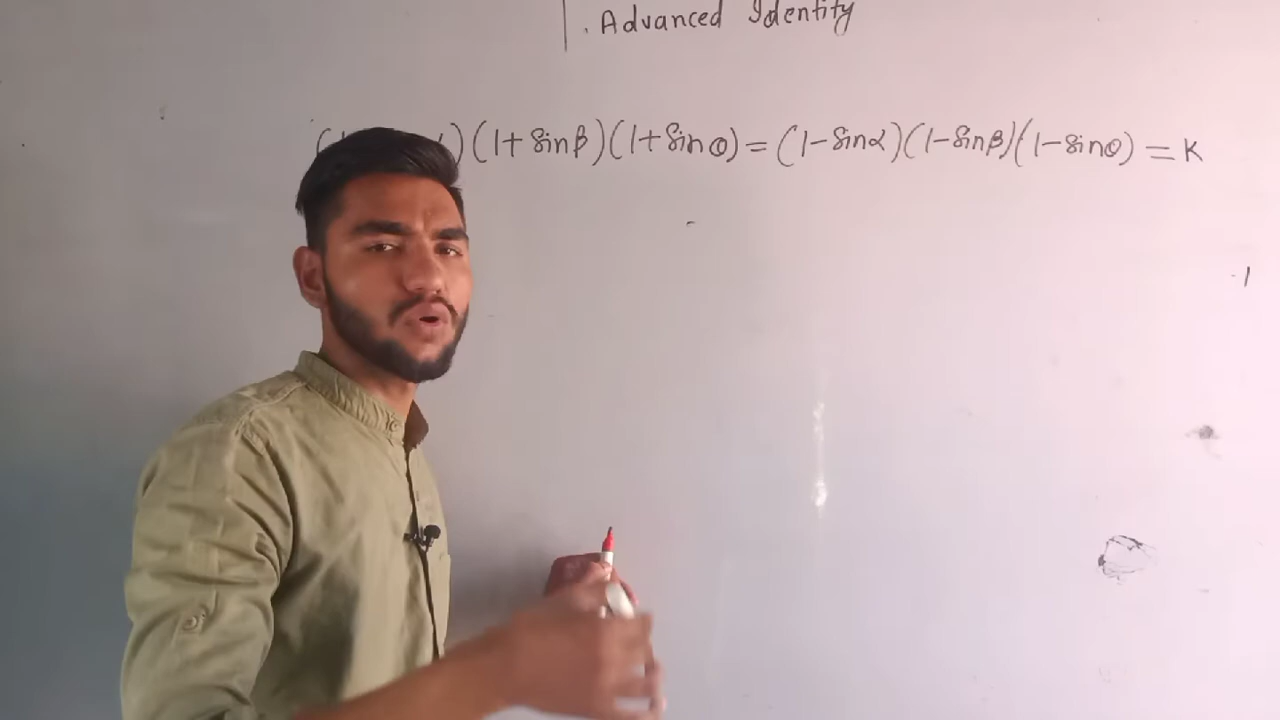 . Advanced Identity
)(1+Sinβ)(1+Sinθ)=(1-Sinα)(1-Sinβ)(1-Sinθ) = K